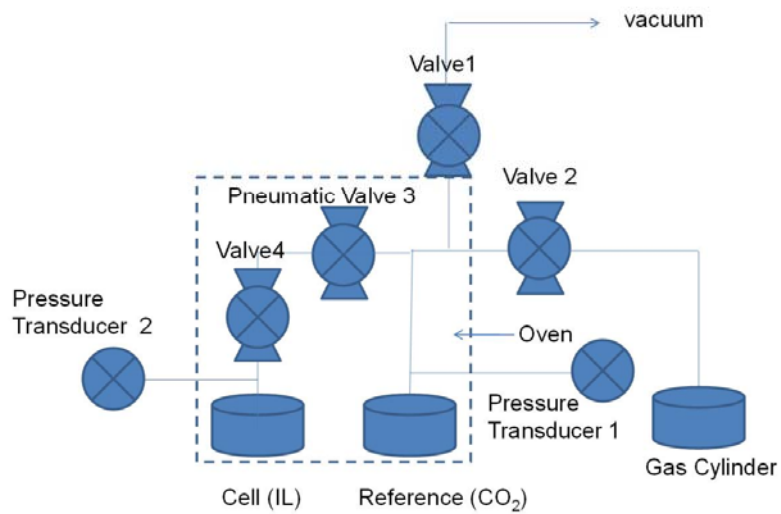 vacuum
Valve1
Valve 2
Pneumatic Valve 3
Valve4
Pressure
Transducer 2
Oven
Pressure
Transducer 1
Gas Cylinder
Cell (IL)
Reference (CO₂)